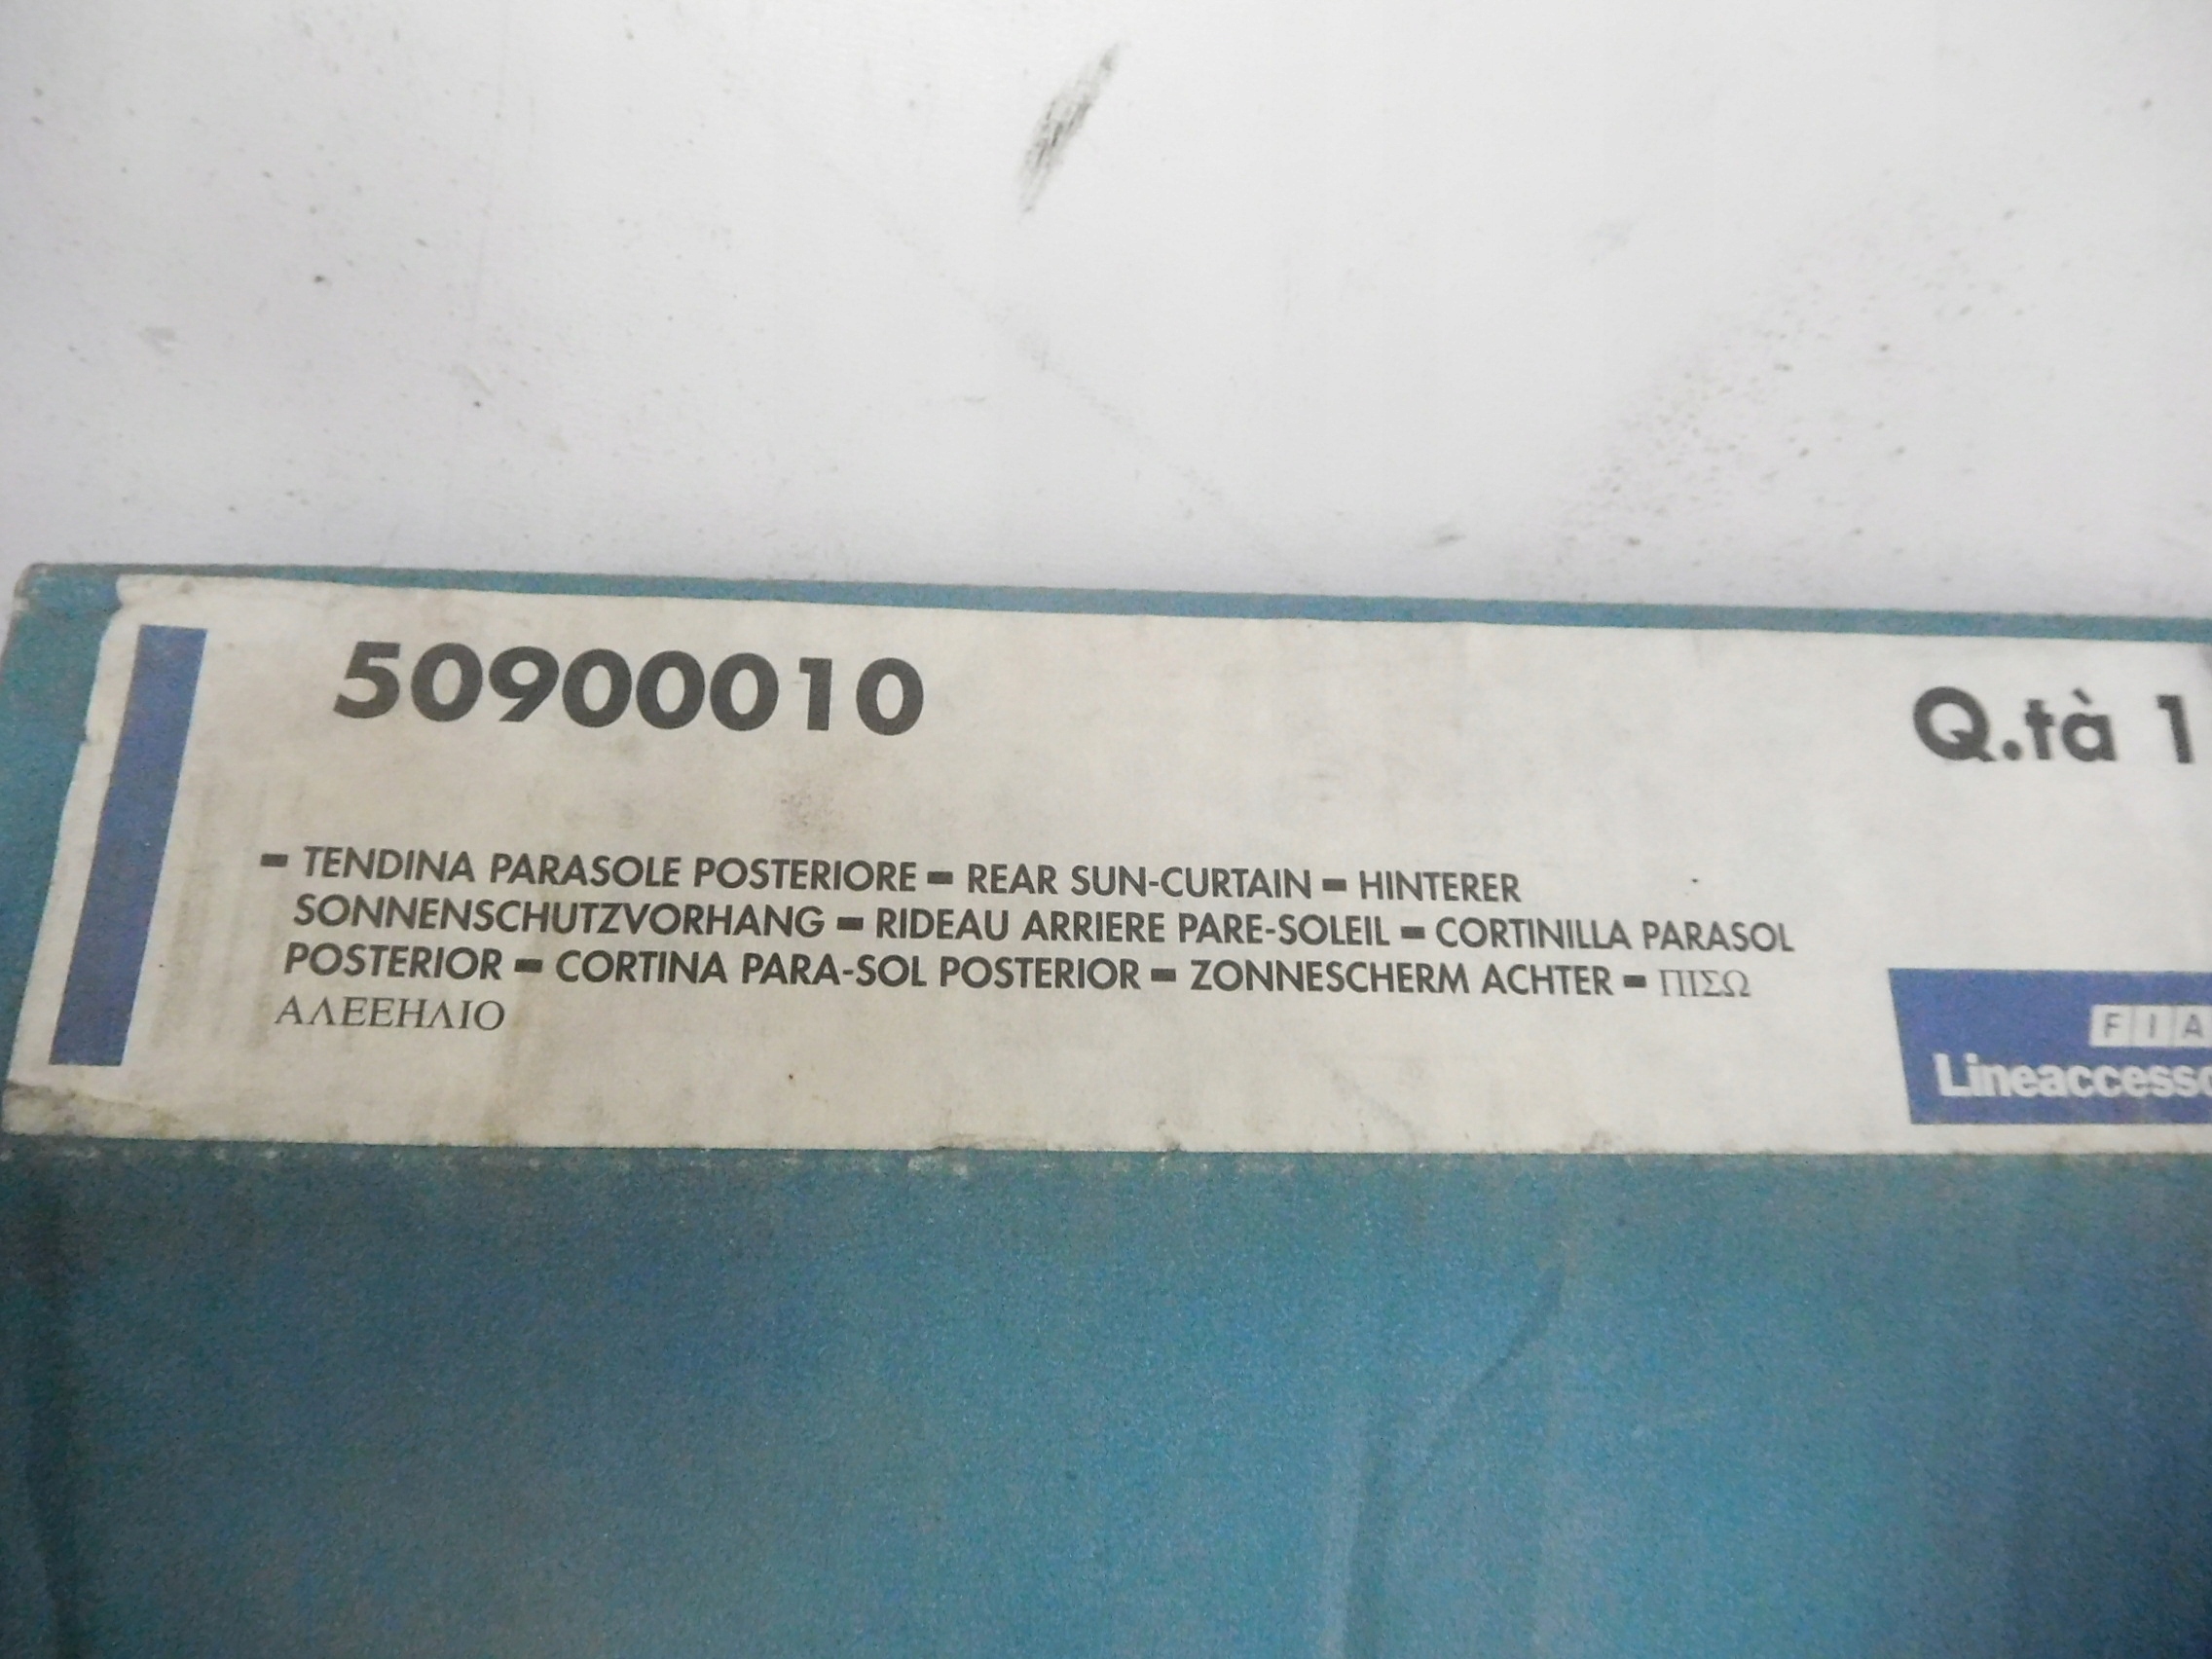 50900010
Q.tà 1
- TENDINA PARASOLE POSTERIORE - REAR SUN-CURTAIN - HINTERER
SONNENSCHUTZVORHANG - RIDEAU ARRIERE PARE-SOLEIL - CORTINILLA PARASOL
POSTERIOR - CORTINA PARA-SOL POSTERIOR - ZONNESCHERM ACHTER - ΠΙΣΩ
ΑΛΕΕΗΛΙΟ
FIA
Lineaccesso